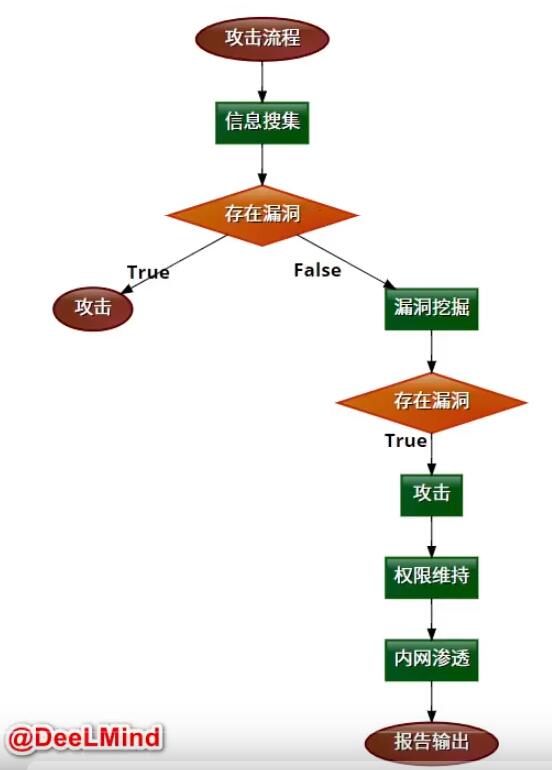 攻击流程
信息搜集
存在漏洞
True
False
攻击
漏洞挖掘
存在漏洞
True
攻击
权限维持
内网渗透
报告输出
@DeeLMind